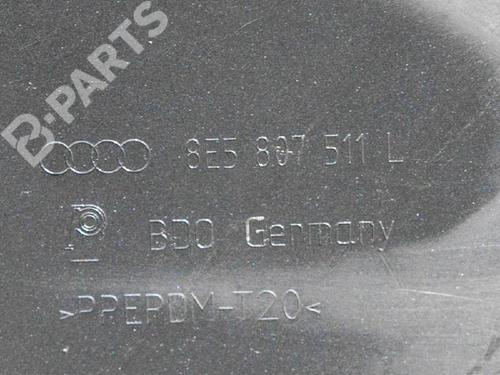 B-PARTS
8E5 807 511 L
BDO Germany
>PPEPDM-T20<